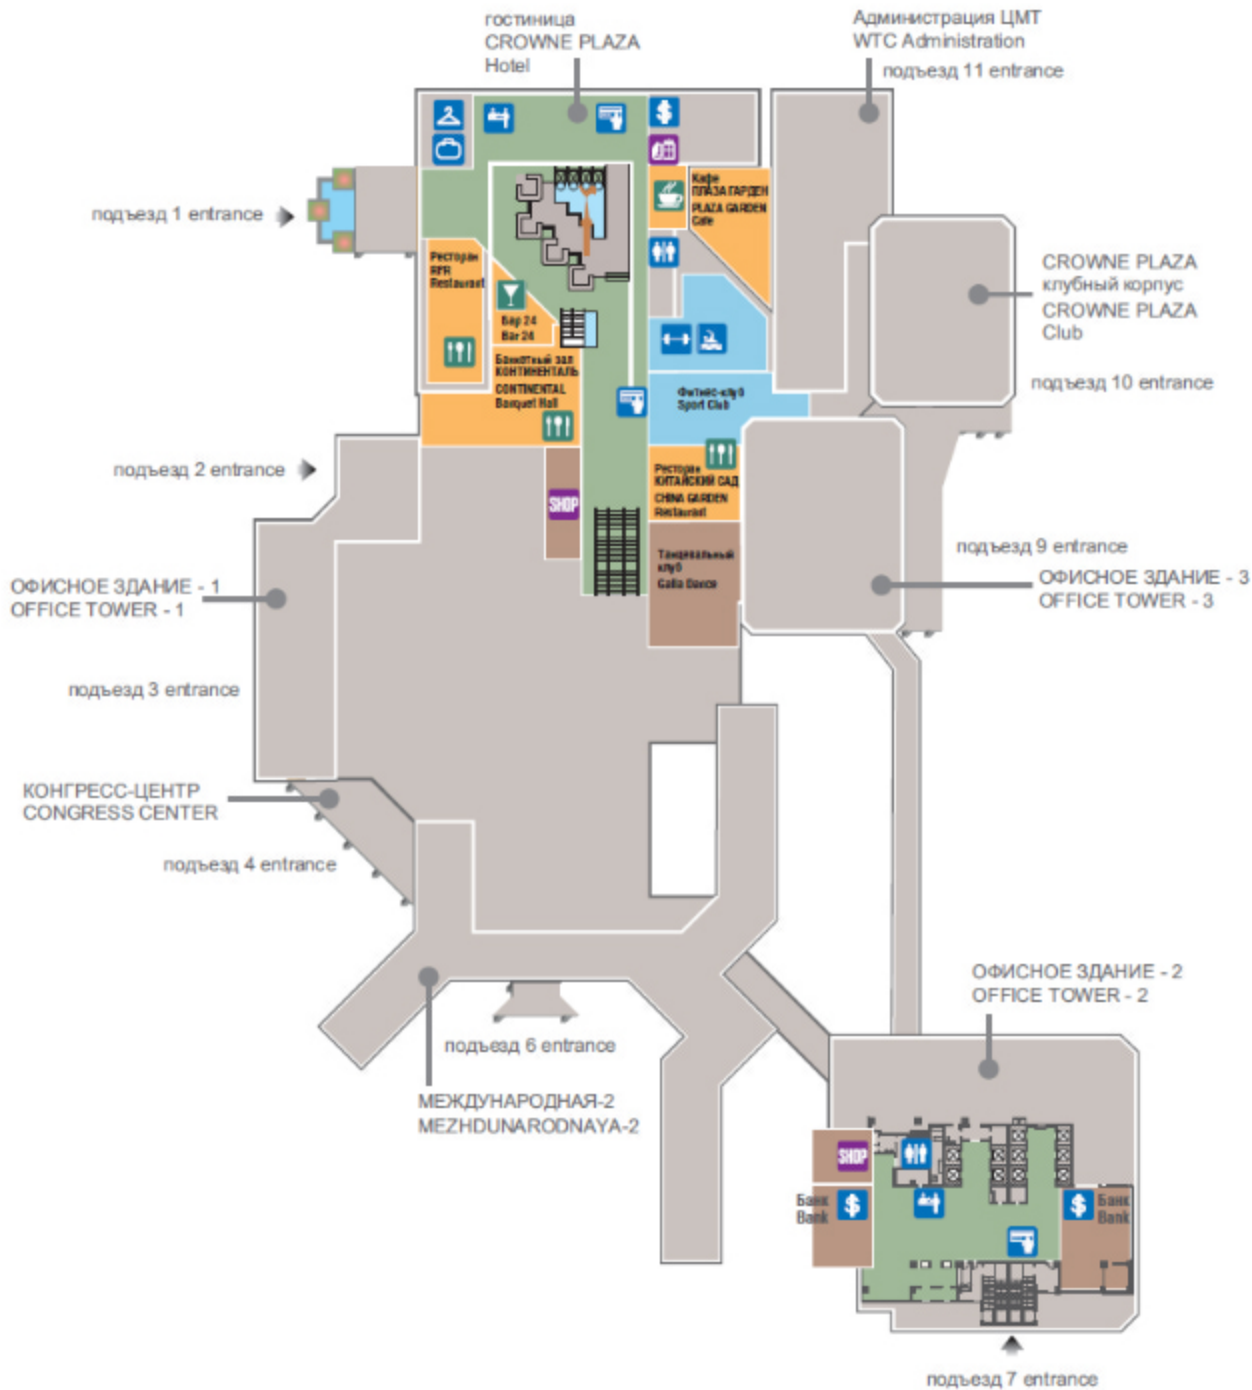 гостиница
CROWNE PLAZA
Hotel
Администрация ЦМТ
WTC Administration
подъезд 11 entrance
Кафе
ПЛАЗА ГАРДЕН
PLAZA GARDEN
Cafe
подъезд 1 entrance
Ресторан
RFR
Restaurant
CROWNE PLAZA
клубный корпус
CROWNE PLAZA
Club
Бар 24
Bar 24
Банкетный зал
КОНТИНЕНТАЛЬ
CONTINENTAL
Banquet Hall
подъезд 10 entrance
Фитнес-клуб
Sport Club
подъезд 2 entrance
Ресторан
КИТАЙСКИЙ САД
CHINA GARDEN
Restaurant
SHOP
Танцевальный
клуб
Galla Dance
подъезд 9 entrance
ОФИСНОЕ ЗДАНИЕ - 1
OFFICE TOWER - 1
ОФИСНОЕ ЗДАНИЕ - 3
OFFICE TOWER - 3
подъезд 3 entrance
КОНГРЕСС-ЦЕНТР
CONGRESS CENTER
подъезд 4 entrance
ОФИСНОЕ ЗДАНИЕ - 2
OFFICE TOWER - 2
подъезд 6 entrance
МЕЖДУНАРОДНАЯ-2
MEZHDUNARODNAYA-2
SHOP
Банк
Bank
Банк
Bank
подъезд 7 entrance